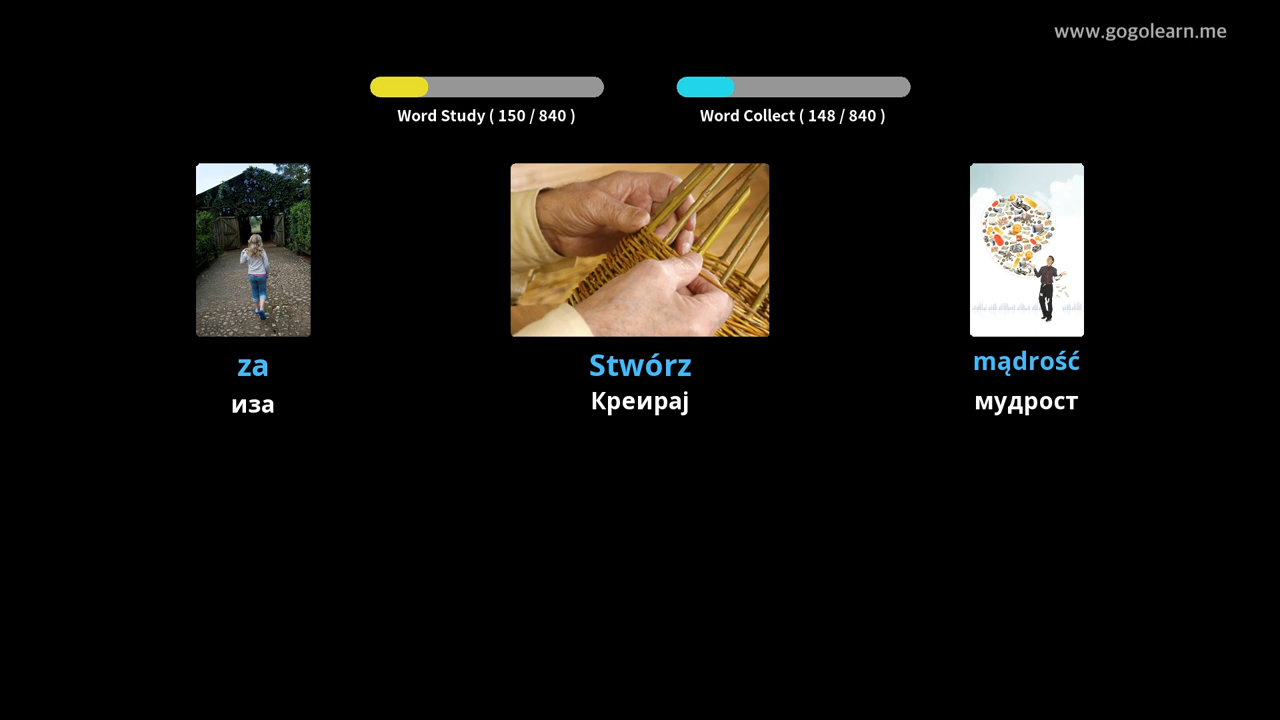 www.gogolearn.me
Word Study ( 150 / 840 )
Word Collect ( 148 / 840 )
za
Stwórz
mądrość
иза
Креирај
мудрост